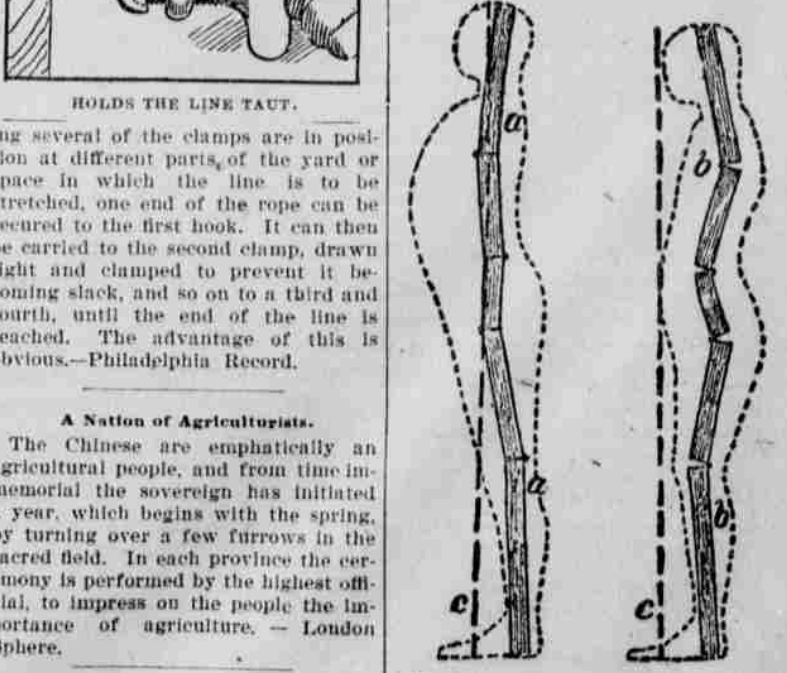 HOLDS THE LINE TAUT.
ng several of the clamps are in posi-
ion at different parts, of the yard or
pace in which the line is to be
tretched, one end of the rope can be
ecured to the first hook. It can then
e carried to the second clamp, drawn
ight and clamped to prevent it be-
oming slack, and so on to a third and
ourth, until the end of the line is
eached. The advantage of this is
bvious.—Philadelphia Record.
A Nation of Agriculturists.
The Chinese are emphatically an
gricultural people, and from time im-
nemorial the sovereign has initiated
year, which begins with the spring,
y turning over a few furrows in the
acred field. In each province the cer-
mony is performed by the highest offi-
ial, to impress on the people the im-
ortance of agriculture. — London
phere.
a
a
c
b
b
c